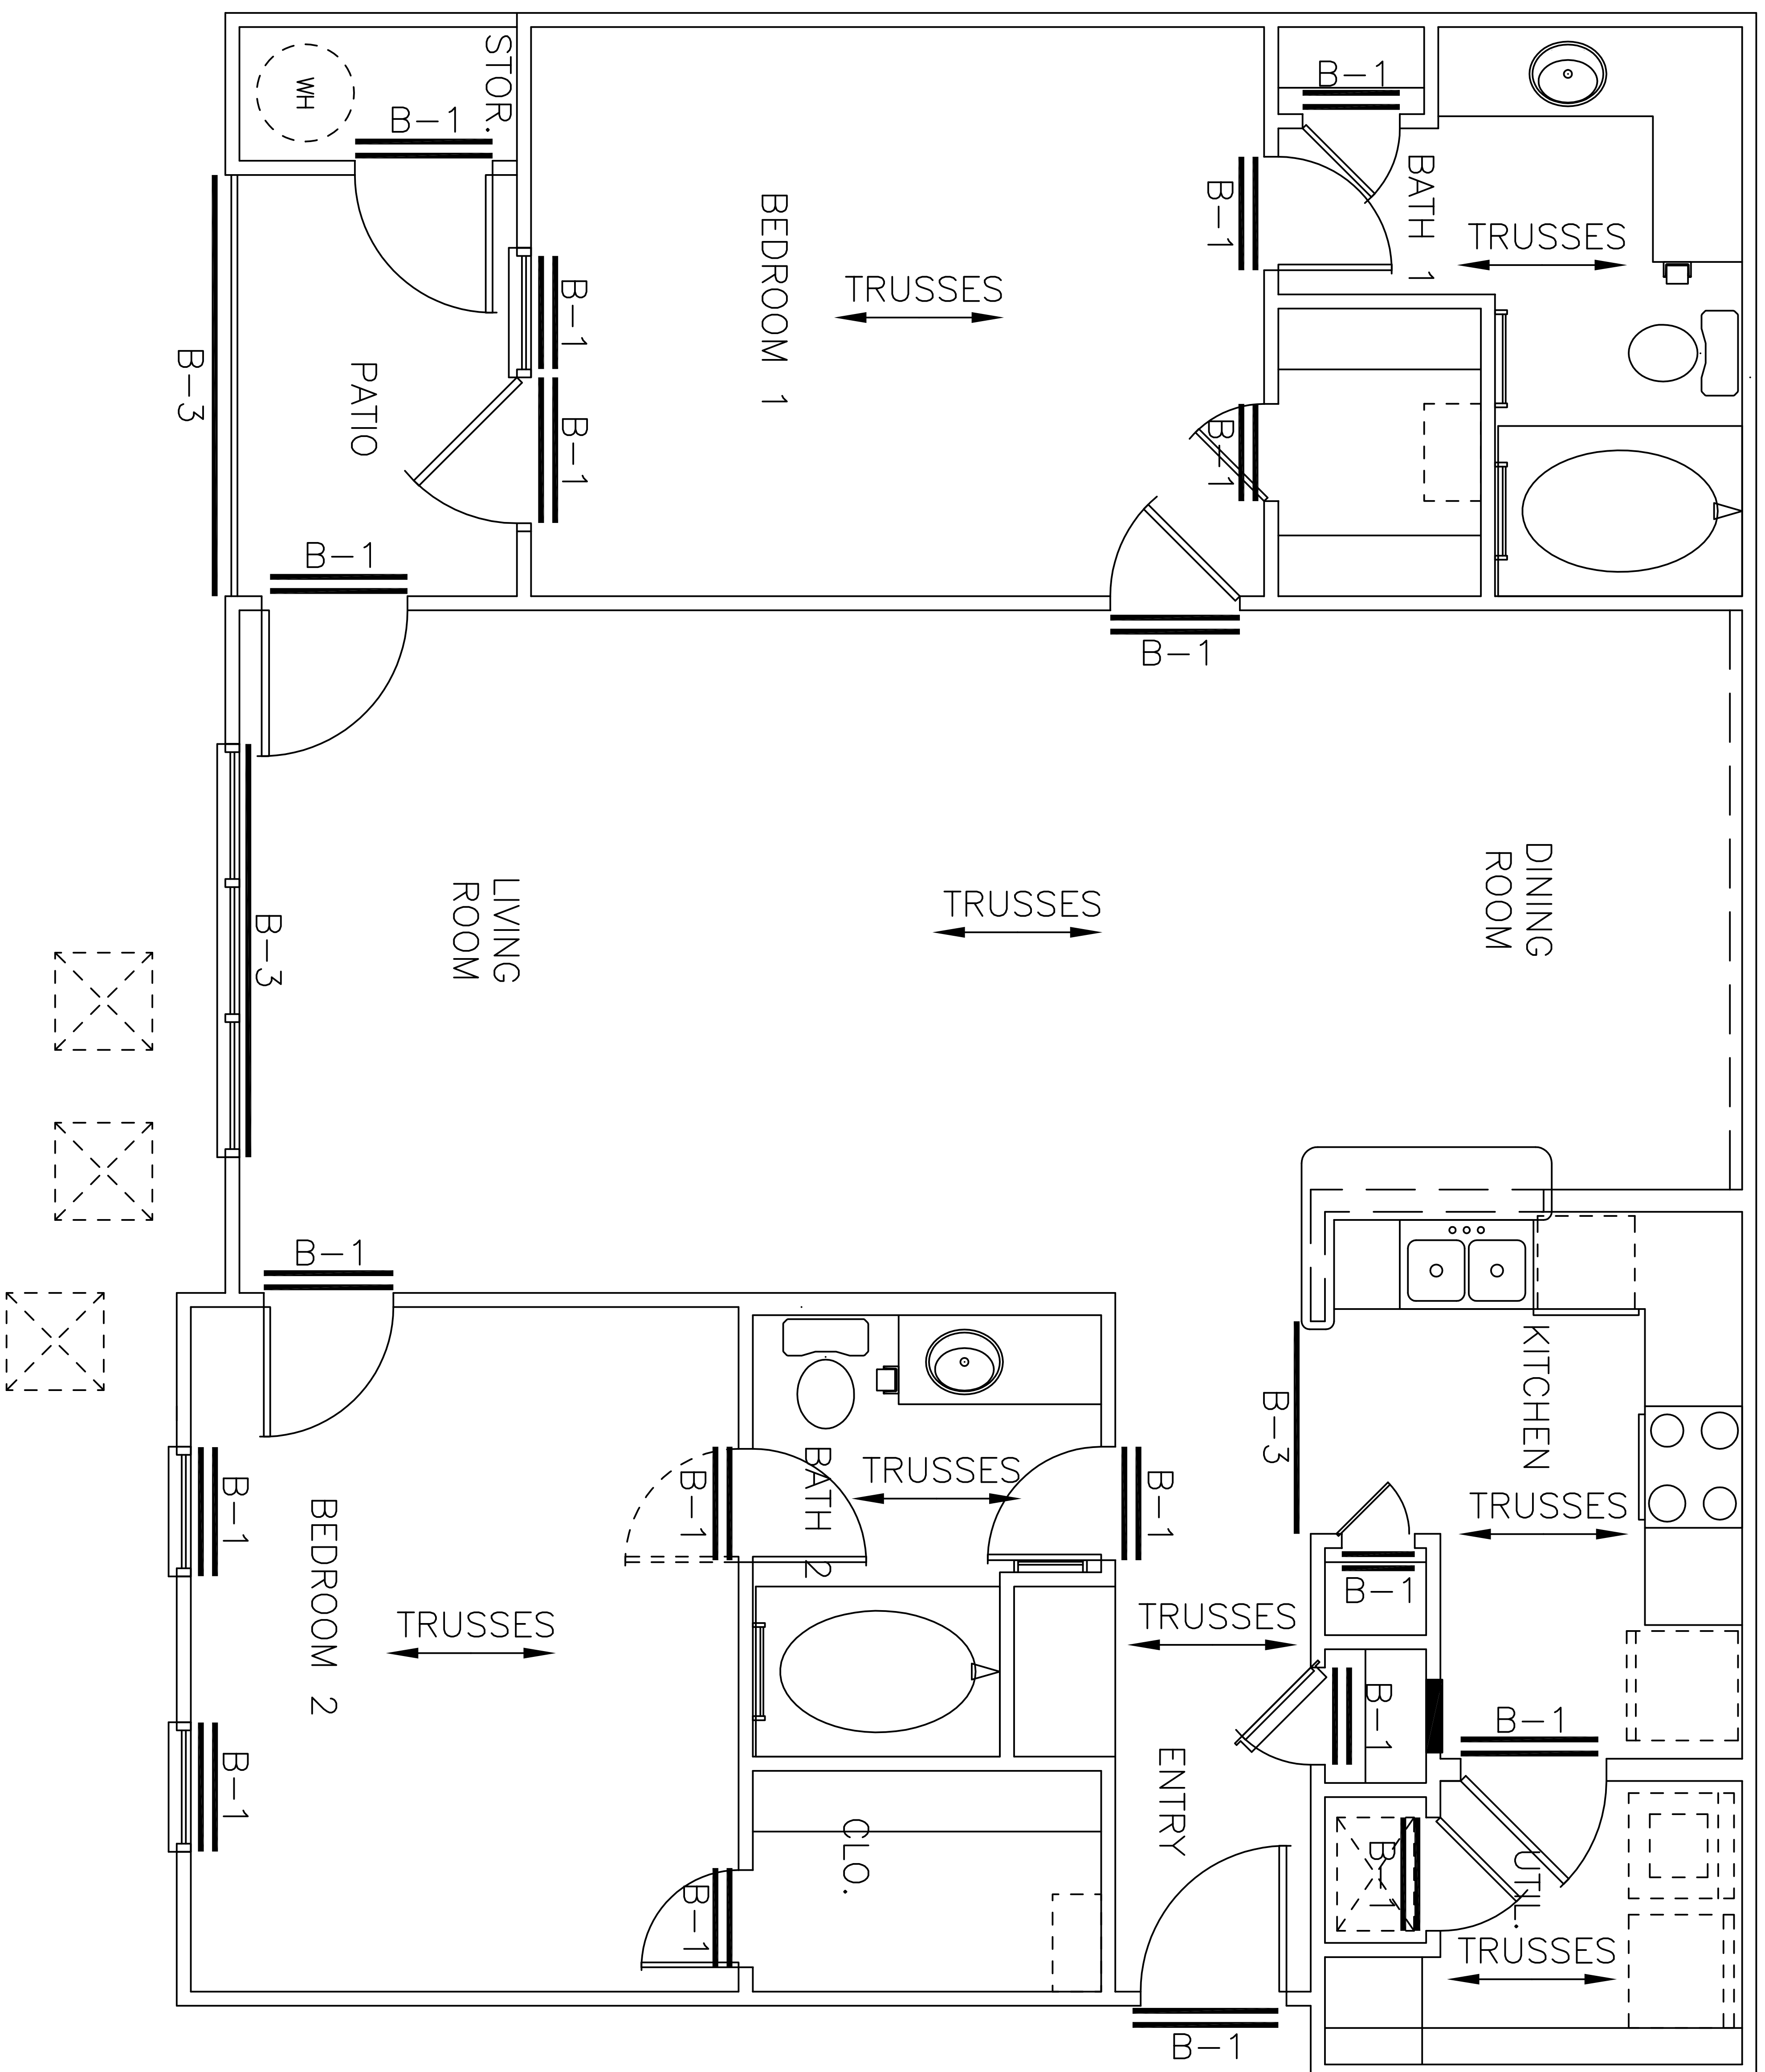 STOR.
WH
B-1
B-1
BATH 1
TRUSSES
B-1
BEDROOM 1
TRUSSES
B-1
B-1
B-3
PATIO
B-1
B-1
B-1
DINING
ROOM
LIVING
ROOM
TRUSSES
B-3
B-1
KITCHEN
B-3
TRUSSES
B-1
BATH 2
TRUSSES
B-1
B-1
B-1
BEDROOM 2
TRUSSES
TRUSSES
B-1
B-1
B-1
ENTRY
B-1
CLO.
B-1
UTIL.
B-1
TRUSSES
B-1